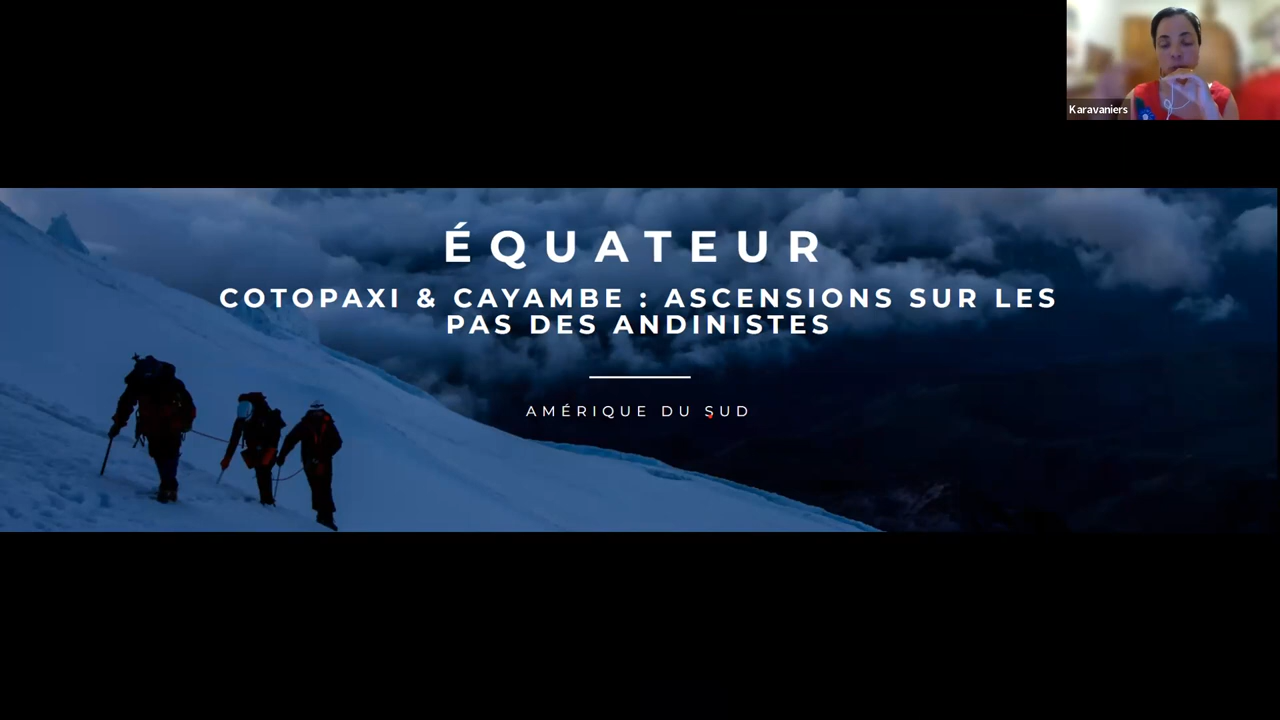 Karavaniers
ÉQUATEUR
COTOPAXI & CAYAMBE : ASCENSIONS SUR LES
PAS DES ANDINISTES
AMÉRIQUE DU SUD